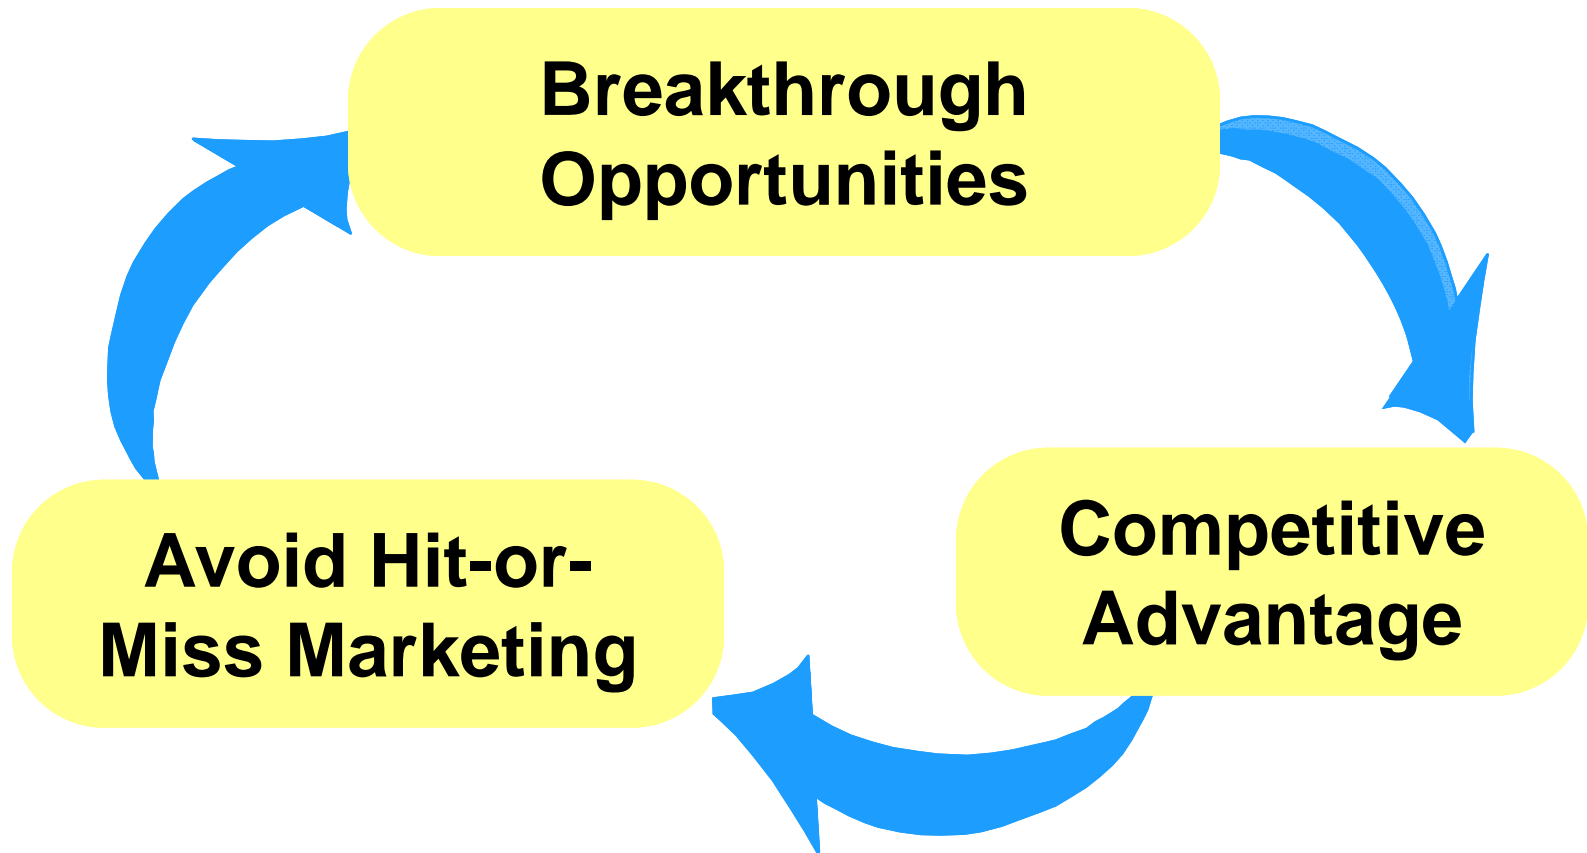 Breakthrough
Opportunities
Competitive
Advantage
Avoid Hit-or-
Miss Marketing